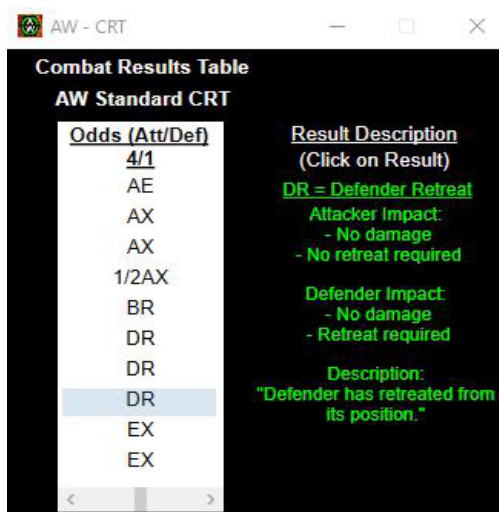 AW - CRT
Combat Results Table
AW Standard CRT
Odds (Att/Def)
4/1
AE
AX
AX
1/2AX
BR
DR
DR
DR
EX
EX
Result Description
(Click on Result)
DR = Defender Retreat
Attacker Impact:
- No damage
- No retreat required
Defender Impact:
- No damage
- Retreat required
Description:
"Defender has retreated from
its position."